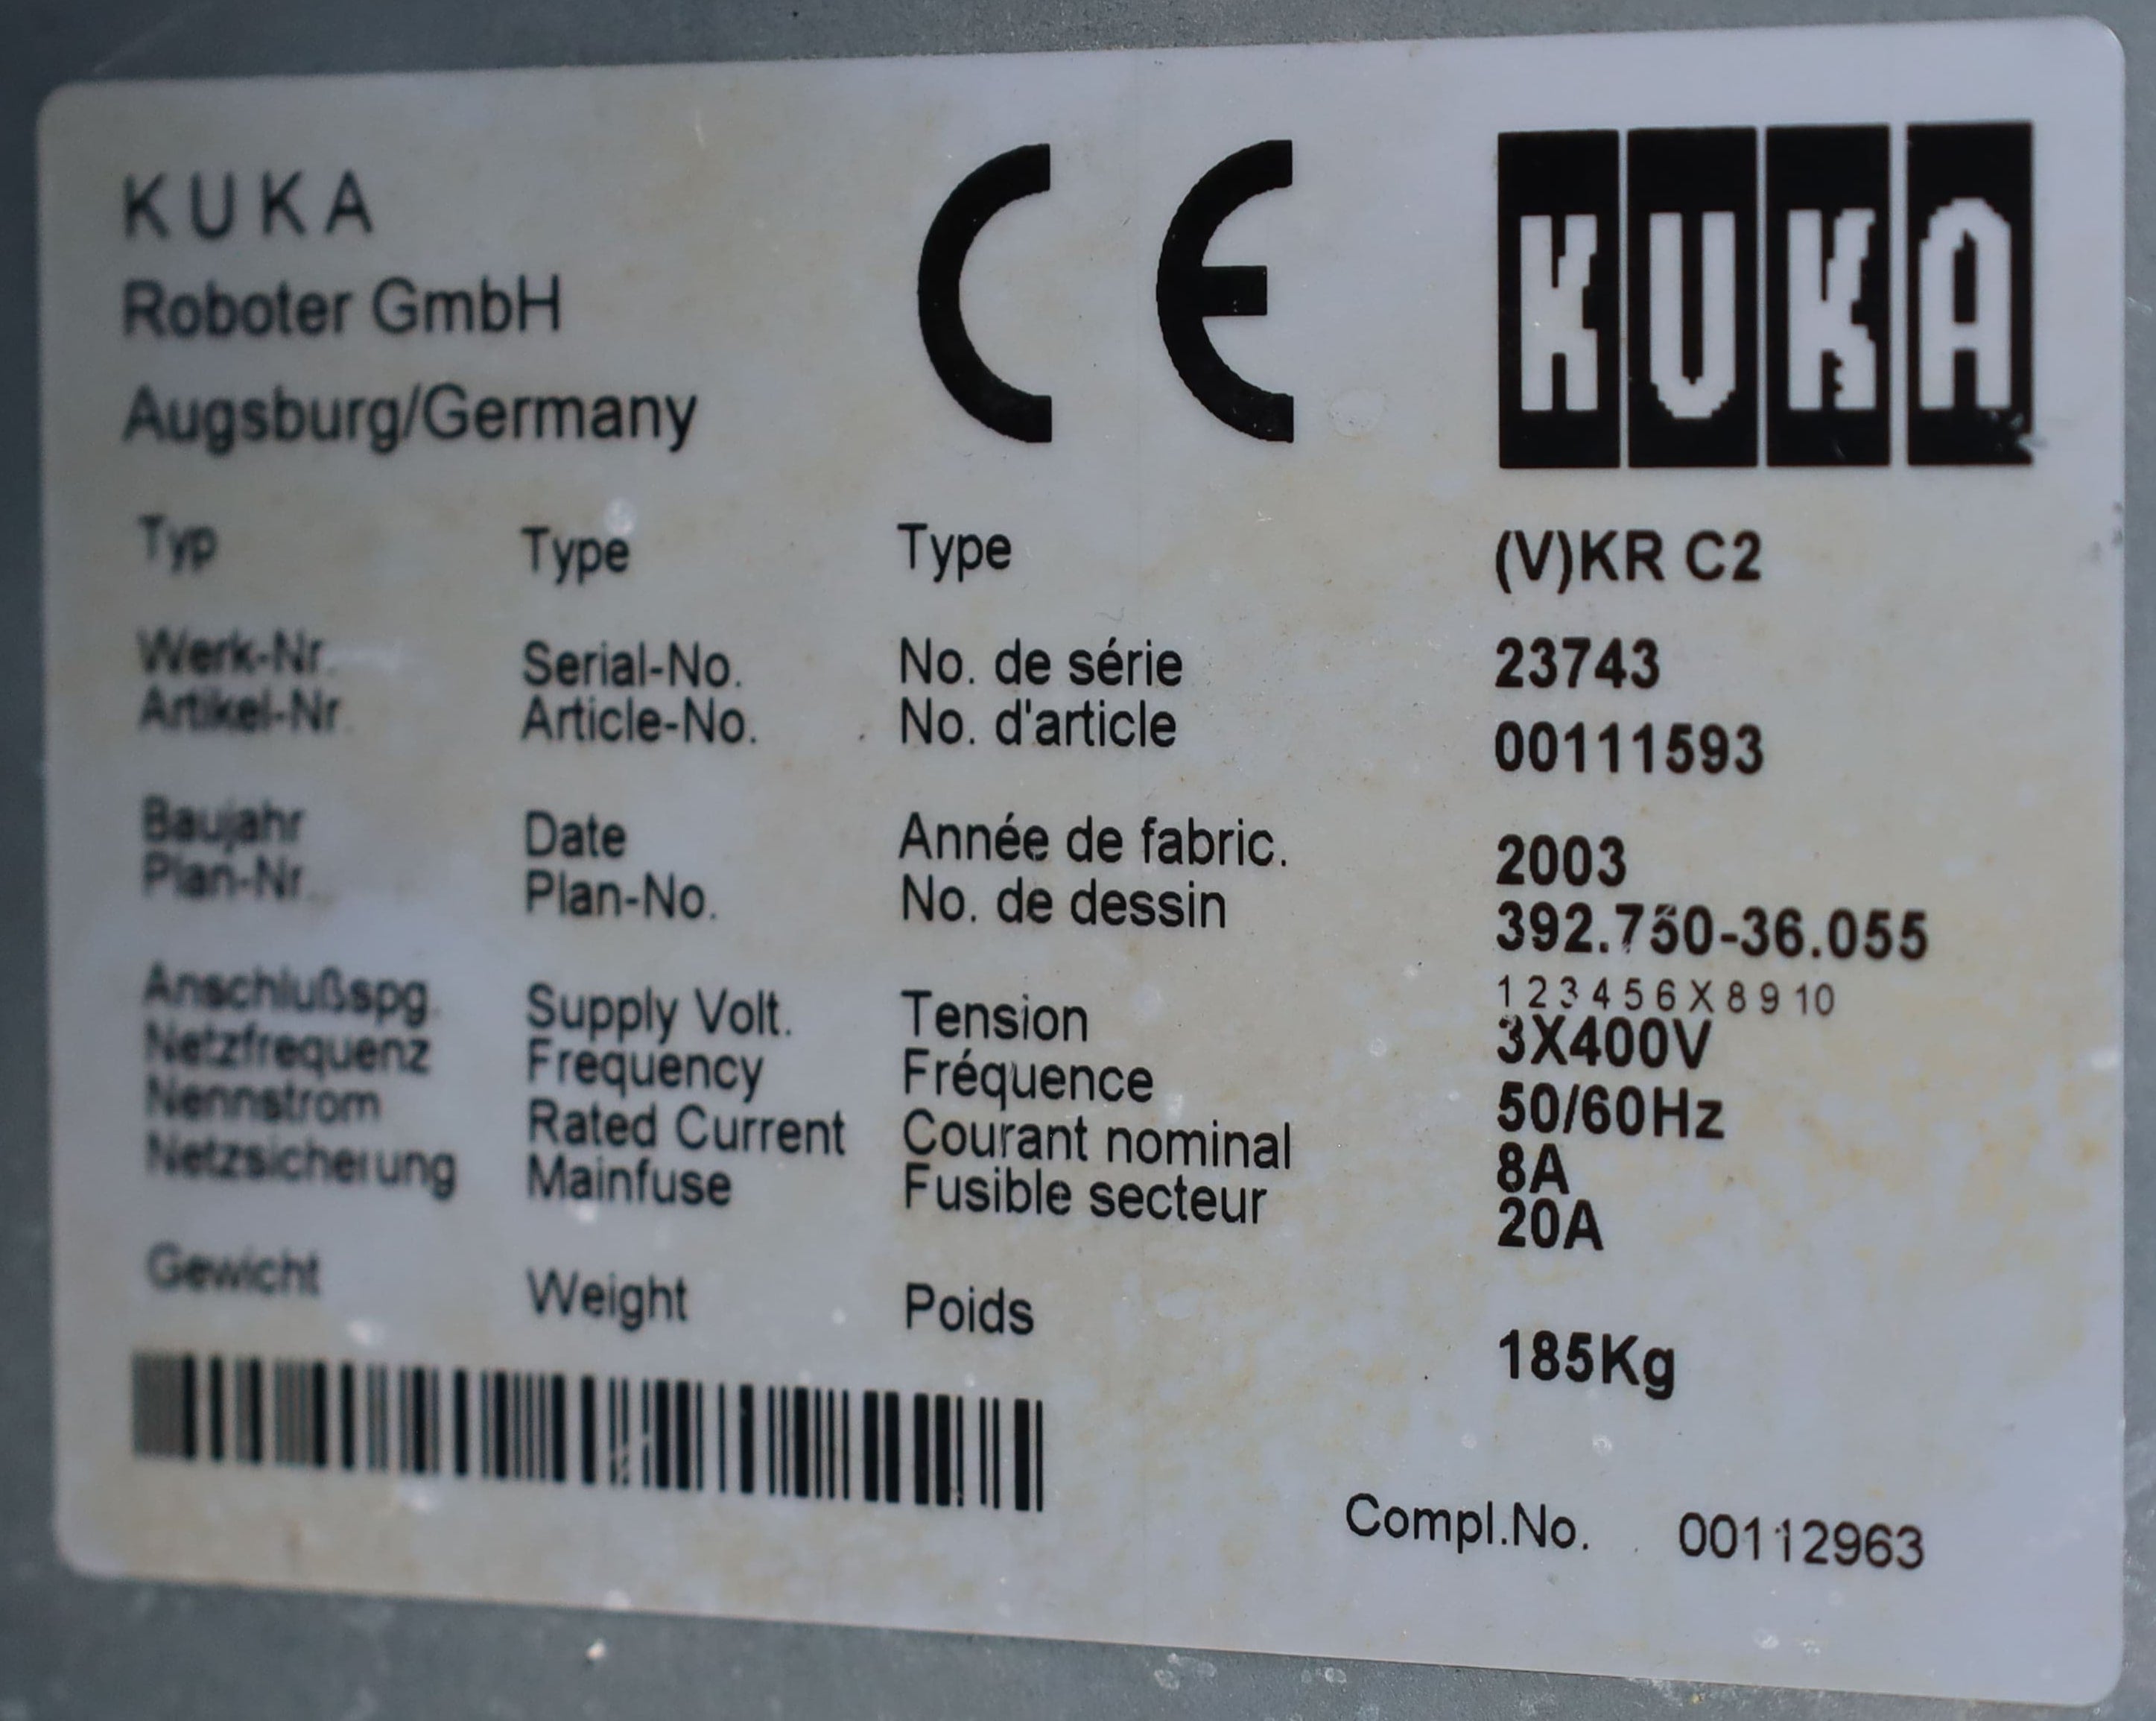 KUKA
Roboter GmbH
Augsburg/Germany
CE
KUKA
Typ Type Type (V)KR C2
Werk-Nr. Serial-No. No. de série 23743
Artikel-Nr. Article-No. No. d'article 00111593
Baujahr Date Année de fabric. 2003
Plan-Nr. Plan-No. No. de dessin 392.750-36.055
1 2 3 4 5 6 X 8 9 10
Anschlußspg. Supply Volt. Tension 3X400V
Netzfrequenz Frequency Fréquence 50/60Hz
Nennstrom Rated Current Courant nominal 8A
Netzsicherung Mainfuse Fusible secteur 20A
Gewicht Weight Poids 185Kg
Compl.No. 00112963